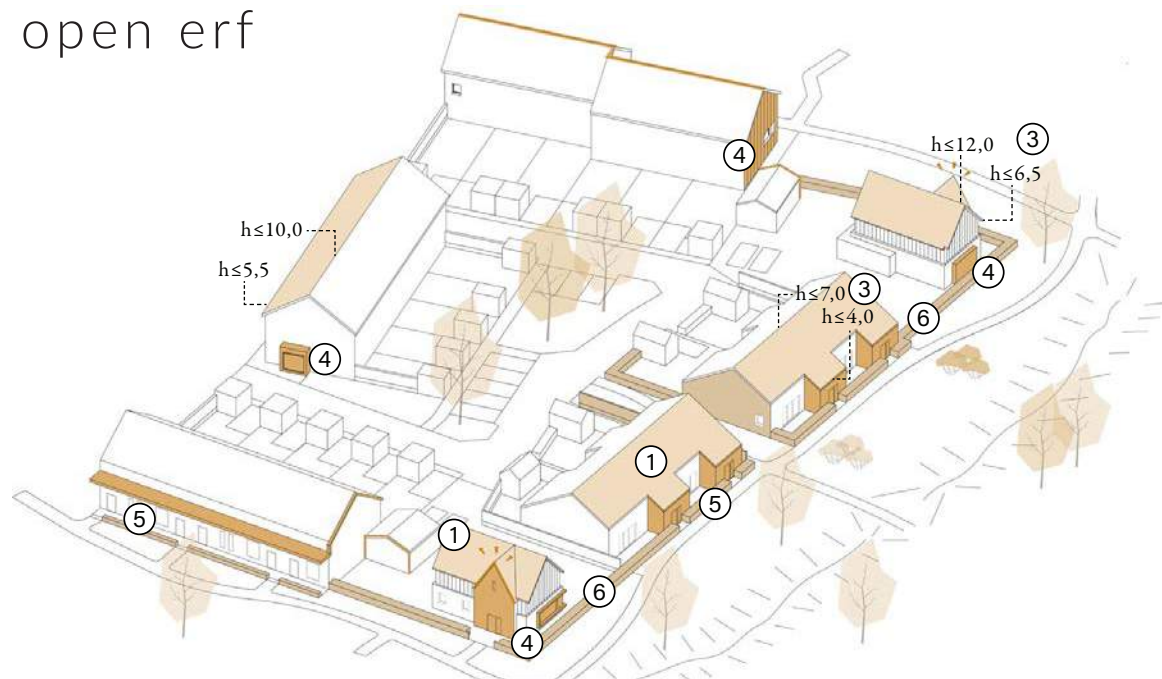 open erf
④
h≤12,0
③
h≤6,5
h≤10,0
h≤5,5
④
④
h≤7,0
③
h≤4,0
⑥
①
⑤
⑤
①
⑥
④